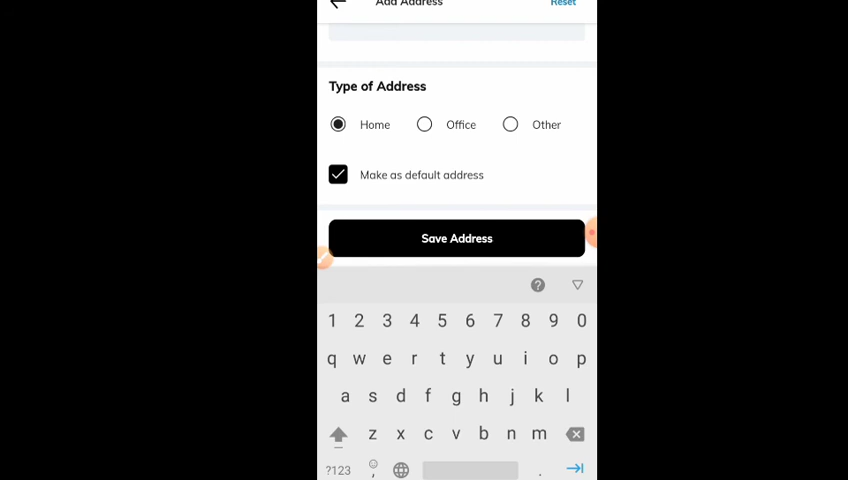 Add Address
Reset
Type of Address
Home
Office
Other
Make as default address
Save Address
1 2 3 4 5 6 7 8 9 0
q w e r t y u i o p
a s d f g h j k l
z x c v b n m
?123 , .